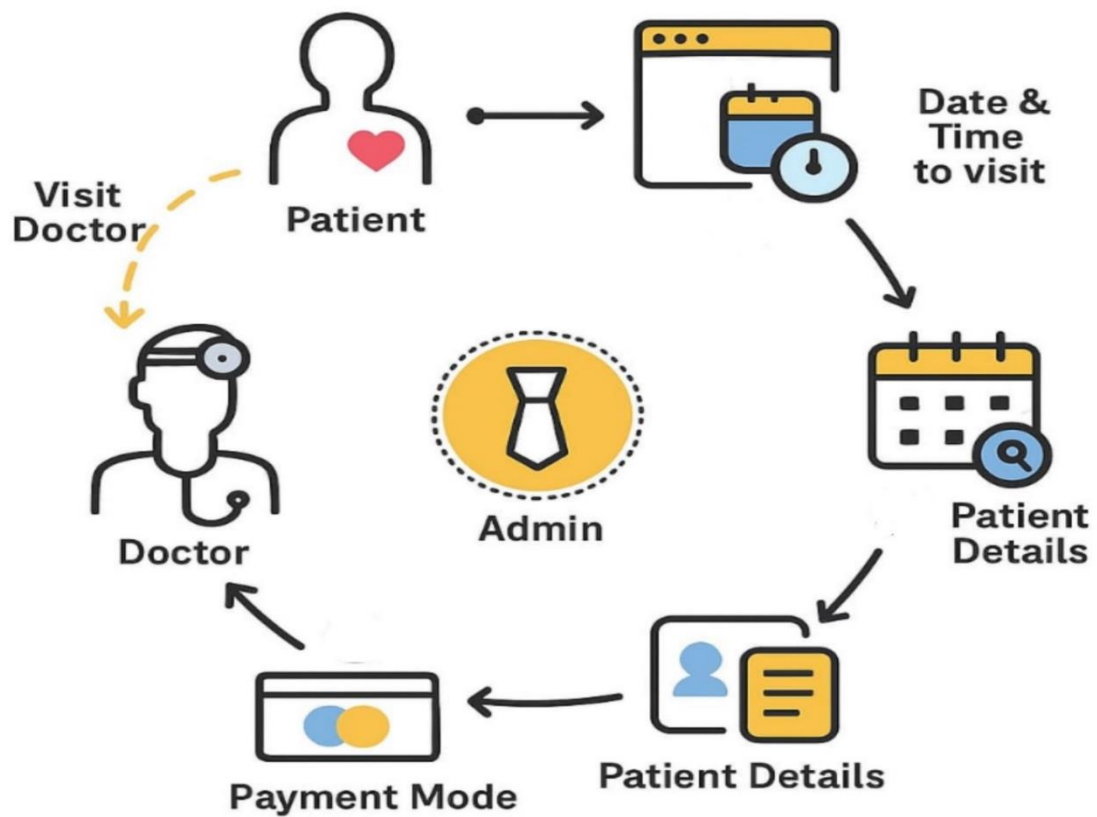 Date &
Time
to visit
Visit
Doctor
Patient
Patient
Details
Admin
Doctor
Patient Details
Payment Mode